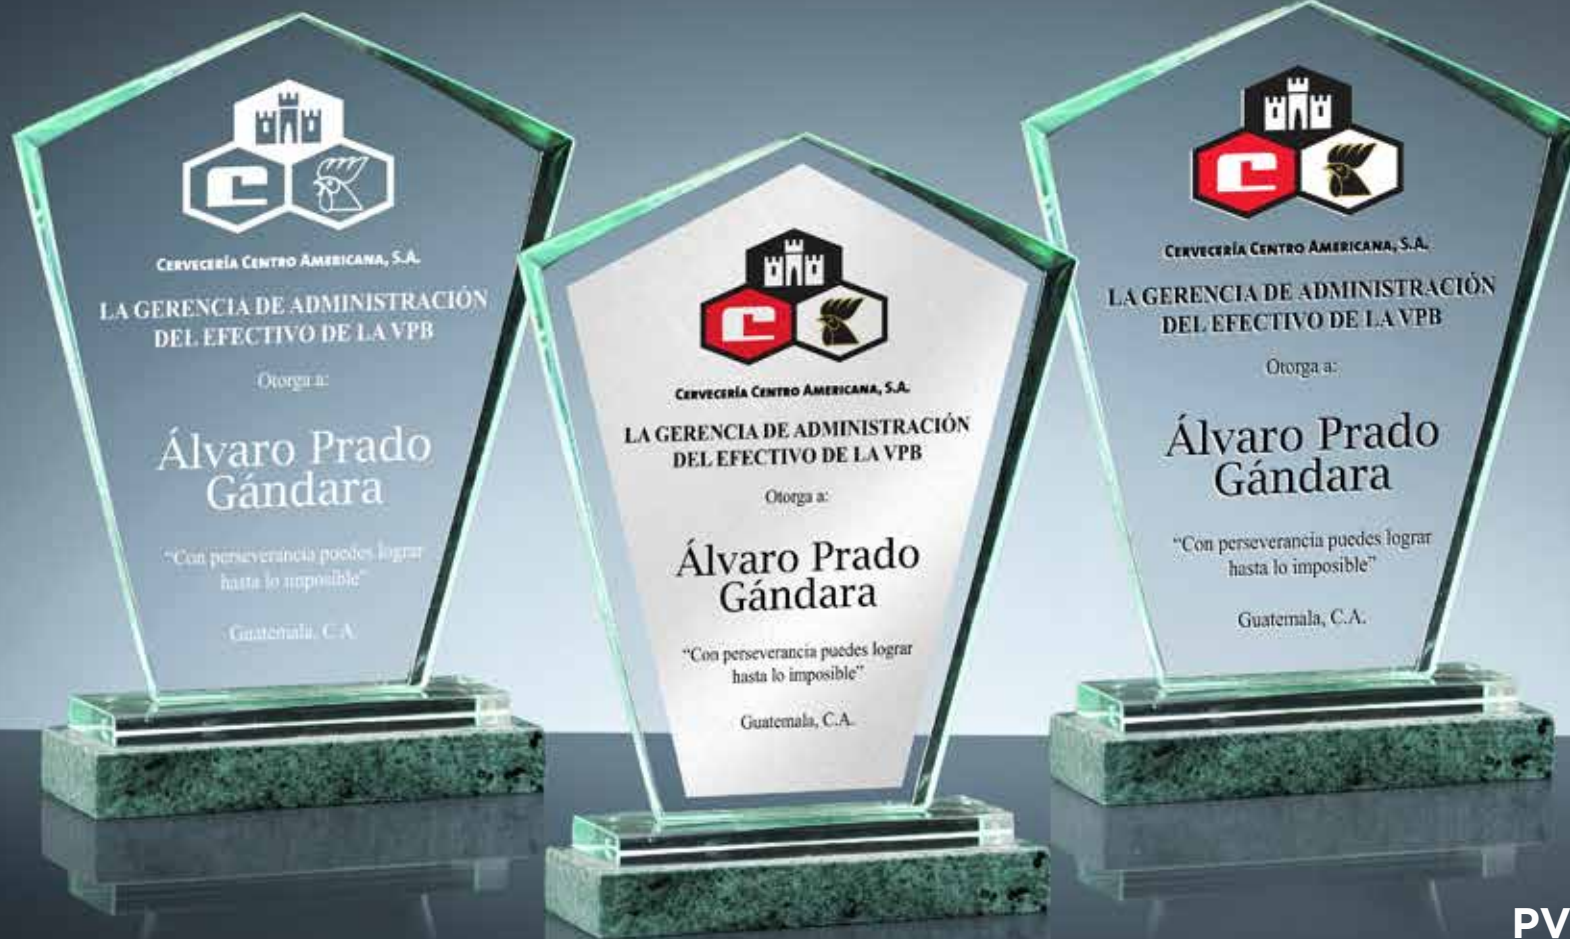 CERVECERÍA CENTRO AMERICANA, S.A.
LA GERENCIA DE ADMINISTRACIÓN
DEL EFECTIVO DE LA VPB
Otorga a:
Álvaro Prado
Gándara
“Con perseverancia puedes lograr
hasta lo imposible”
Guatemala, C.A.
CERVECERÍA CENTRO AMERICANA, S.A.
LA GERENCIA DE ADMINISTRACIÓN
DEL EFECTIVO DE LA VPB
Otorga a:
Álvaro Prado
Gándara
“Con perseverancia puedes lograr
hasta lo imposible”
Guatemala, C.A.
CERVECERÍA CENTRO AMERICANA, S.A.
LA GERENCIA DE ADMINISTRACIÓN
DEL EFECTIVO DE LA VPB
Otorga a:
Álvaro Prado
Gándara
“Con perseverancia puedes lograr
hasta lo imposible”
Guatemala, C.A.
PV